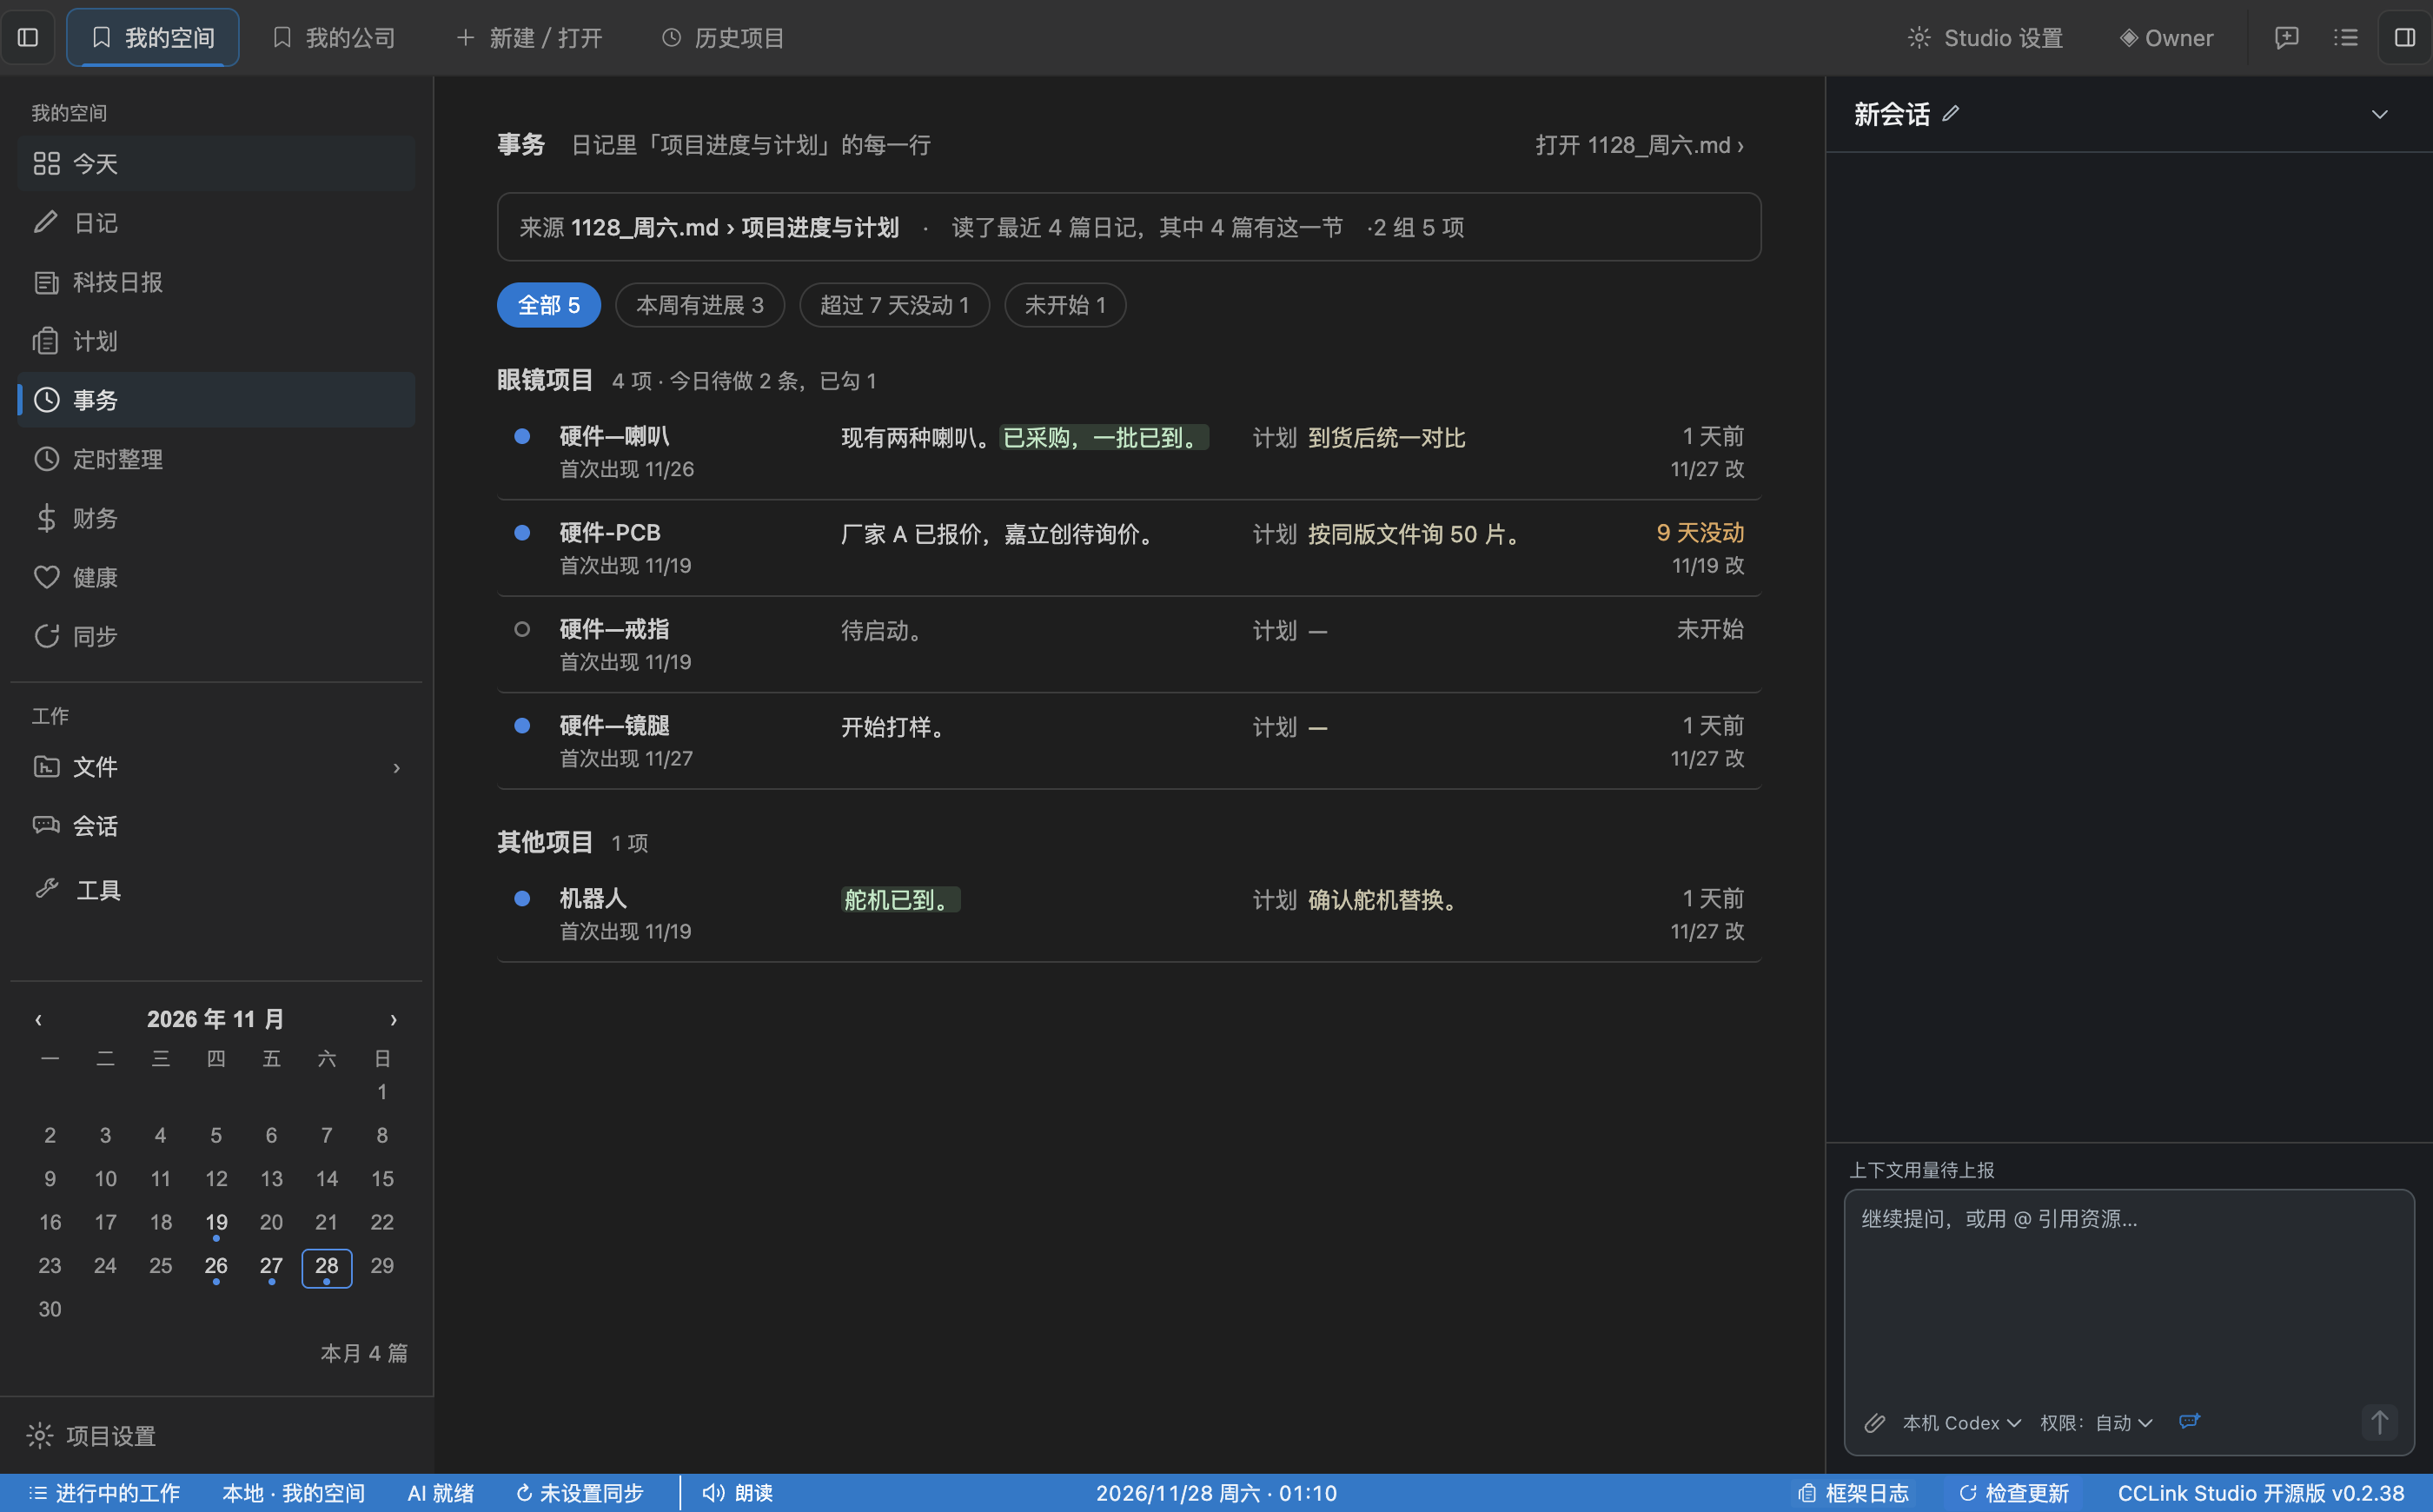 我的空间
我的公司
新建 / 打开
历史项目
Studio 设置
Owner
我的空间
今天
日记
科技日报
计划
事务
定时整理
财务
健康
同步
工作
文件
会话
工具
2026 年 11 月
一 二 三 四 五 六 日
1
2 3 4 5 6 7 8
9 10 11 12 13 14 15
16 17 18 19 20 21 22
23 24 25 26 27 28 29
30
本月 4 篇
项目设置
事务 日记里「项目进度与计划」的每一行
打开 1128_周六.md ›
来源 1128_周六.md › 项目进度与计划 · 读了最近 4 篇日记，其中 4 篇有这一节 ·2 组 5 项
全部 5 本周有进展 3 超过 7 天没动 1 未开始 1
眼镜项目 4 项 · 今日待做 2 条，已勾 1
硬件—喇叭 现有两种喇叭。已采购，一批已到。 计划 到货后统一对比 1 天前
首次出现 11/26 11/27 改
硬件-PCB 厂家 A 已报价，嘉立创待询价。 计划 按同版文件询 50 片。 9 天没动
首次出现 11/19 11/19 改
硬件—戒指 待启动。 计划 — 未开始
首次出现 11/19
硬件—镜腿 开始打样。 计划 — 1 天前
首次出现 11/27 11/27 改
其他项目 1 项
机器人 舵机已到。 计划 确认舵机替换。 1 天前
首次出现 11/19 11/27 改
新会话
上下文用量待上报
继续提问，或用 @ 引用资源...
本机 Codex 权限：自动
进行中的工作 本地 · 我的空间 AI 就绪 未设置同步 朗读 2026/11/28 周六 · 01:10 框架日志 检查更新 CCLink Studio 开源版 v0.2.38